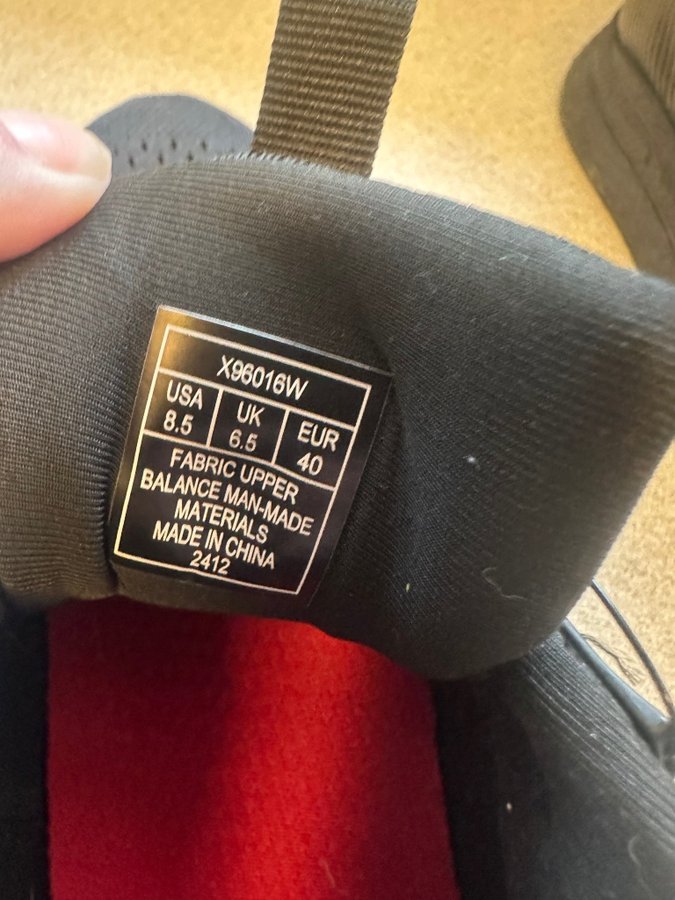 X96016W
USA UK EUR
8.5 6.5 40
FABRIC UPPER
BALANCE MAN-MADE
MATERIALS
MADE IN CHINA
2412